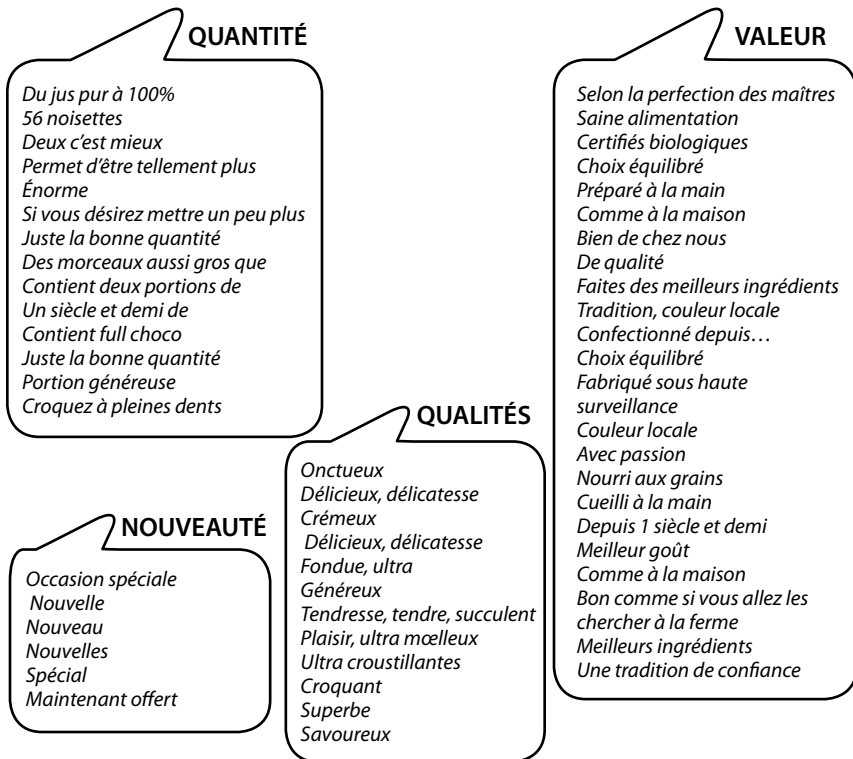 QUANTITÉ
Du jus pur à 100%
56 noisettes
Deux c'est mieux
Permet d'être tellement plus
Énorme
Si vous désirez mettre un peu plus
Juste la bonne quantité
Des morceaux aussi gros que
Contient deux portions de
Un siècle et demi de
Contient full choco
Juste la bonne quantité
Portion généreuse
Croquez à pleines dents
NOUVEAUTÉ
Occasion spéciale
Nouvelle
Nouveau
Nouvelles
Spécial
Maintenant offert
QUALITÉS
Onctueux
Délicieux, délicatesse
Crémeux
Délicieux, délicatesse
Fondue, ultra
Généreux
Tendresse, tendre, succulent
Plaisir, ultra mœlleux
Ultra croustillantes
Croquant
Superbe
Savoureux
VALEUR
Selon la perfection des maîtres
Saine alimentation
Certifiés biologiques
Choix équilibré
Préparé à la main
Comme à la maison
Bien de chez nous
De qualité
Faites des meilleurs ingrédients
Tradition, couleur locale
Confectionné depuis…
Choix équilibré
Fabriqué sous haute
surveillance
Couleur locale
Avec passion
Nourri aux grains
Cueilli à la main
Depuis 1 siècle et demi
Meilleur goût
Comme à la maison
Bon comme si vous allez les
chercher à la ferme
Meilleurs ingrédients
Une tradition de confiance